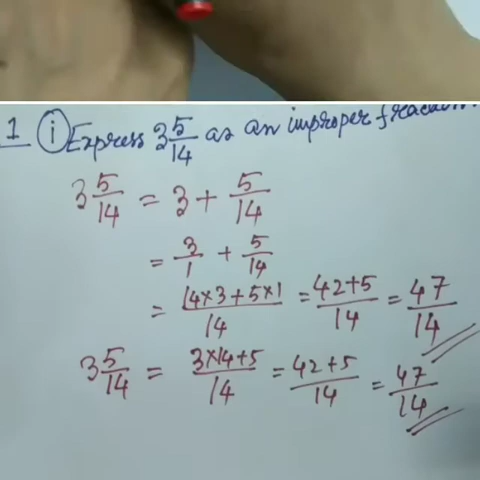 1 (i) Express 3 5/14 as an improper fraction.
3 5/14 = 3 + 5/14
= 3/1 + 5/14
= 14×3+5×1/14 = 42+5/14 = 47/14
3 5/14 = 3×14+5/14 = 42+5/14 = 47/14